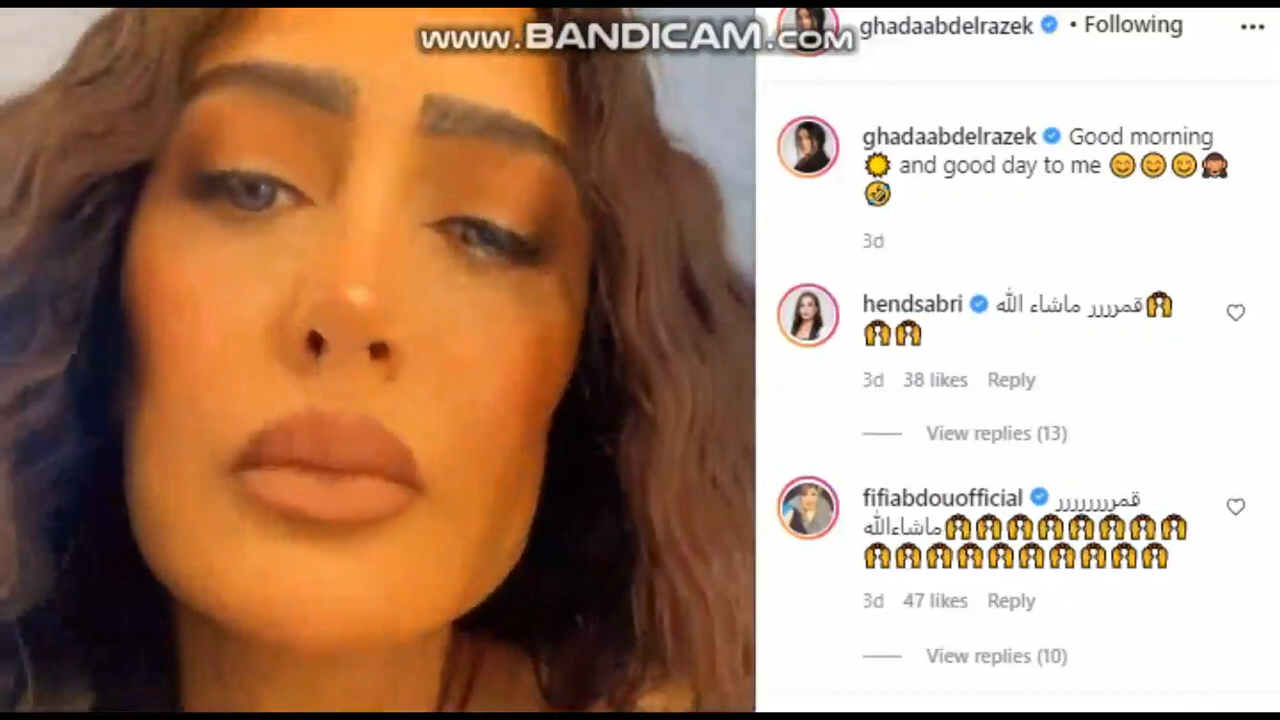 www.BANDICAM.com
ghadaabdelrazek • Following
ghadaabdelrazek Good morning
☀️ and good day to me 😊😊😊🙈
🤣
3d
hendsabri قمررررر ماشاء الله🙌
🙌🙌
3d 38 likes Reply
View replies (13)
fifiabdouofficial قمرررررررر
ماشاءالله🙌🙌🙌🙌🙌🙌🙌🙌
🙌🙌🙌🙌🙌🙌🙌🙌🙌🙌
3d 47 likes Reply
View replies (10)